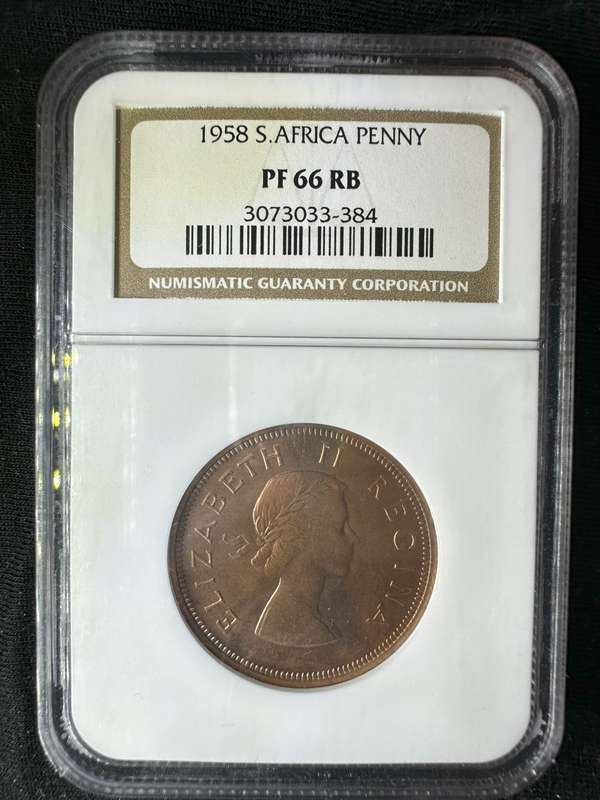 1958 S.AFRICA PENNY
PF 66 RB
3073033-384
NUMISMATIC GUARANTY CORPORATION
ELIZABETH II REGINA